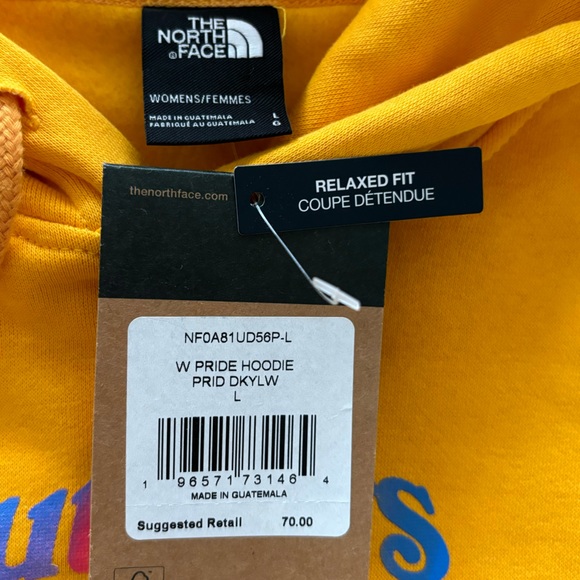 THE
NORTH
FACE
WOMENS/FEMMES
MADE IN GUATEMALA L
FABRIQUÉ AU GUATEMALA G
thenorthface.com
RELAXED FIT
COUPE DÉTENDUE
NF0A81UD56P-L
W PRIDE HOODIE
PRID DKYLW
L
1 96571 73146 4
MADE IN GUATEMALA
Suggested Retail 70.00